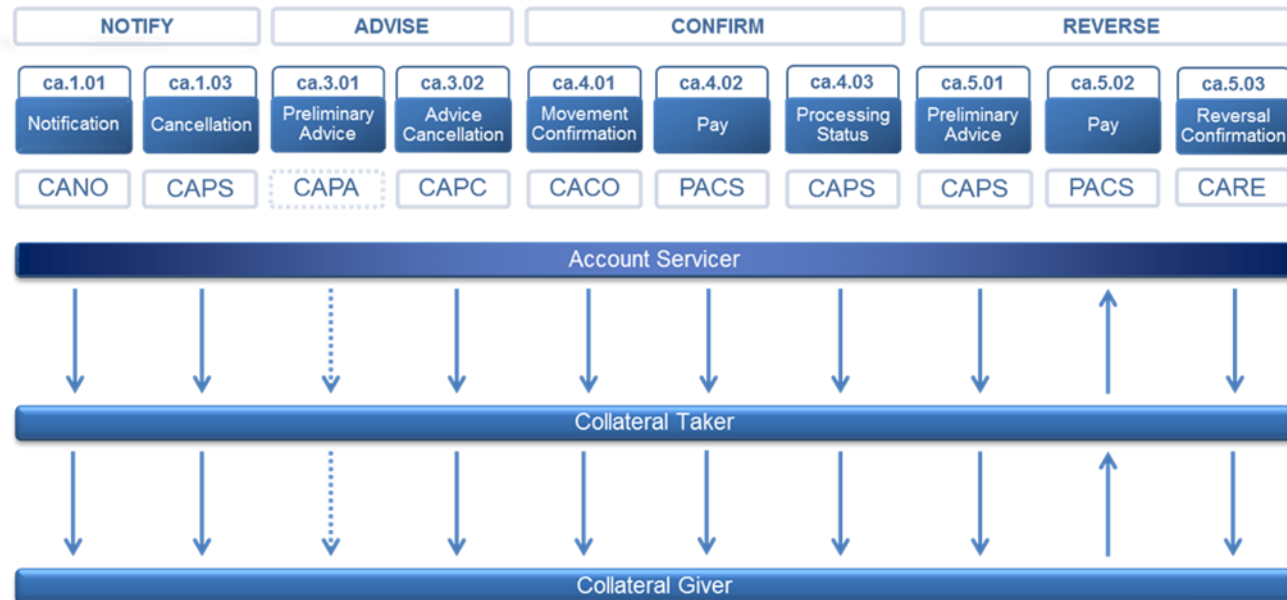 NOTIFY ADVISE CONFIRM REVERSE
ca.1.01 ca.1.03 ca.3.01 ca.3.02 ca.4.01 ca.4.02 ca.4.03 ca.5.01 ca.5.02 ca.5.03
Notification
Cancellation
Preliminary
Advice
Advice
Cancellation
Movement
Confirmation
Pay
Processing
Status
Preliminary
Advice
Pay
Reversal
Confirmation
CANO CAPS CAPA CAPC CACO PACS CAPS CAPS PACS CARE
Account Servicer
Collateral Taker
Collateral Giver